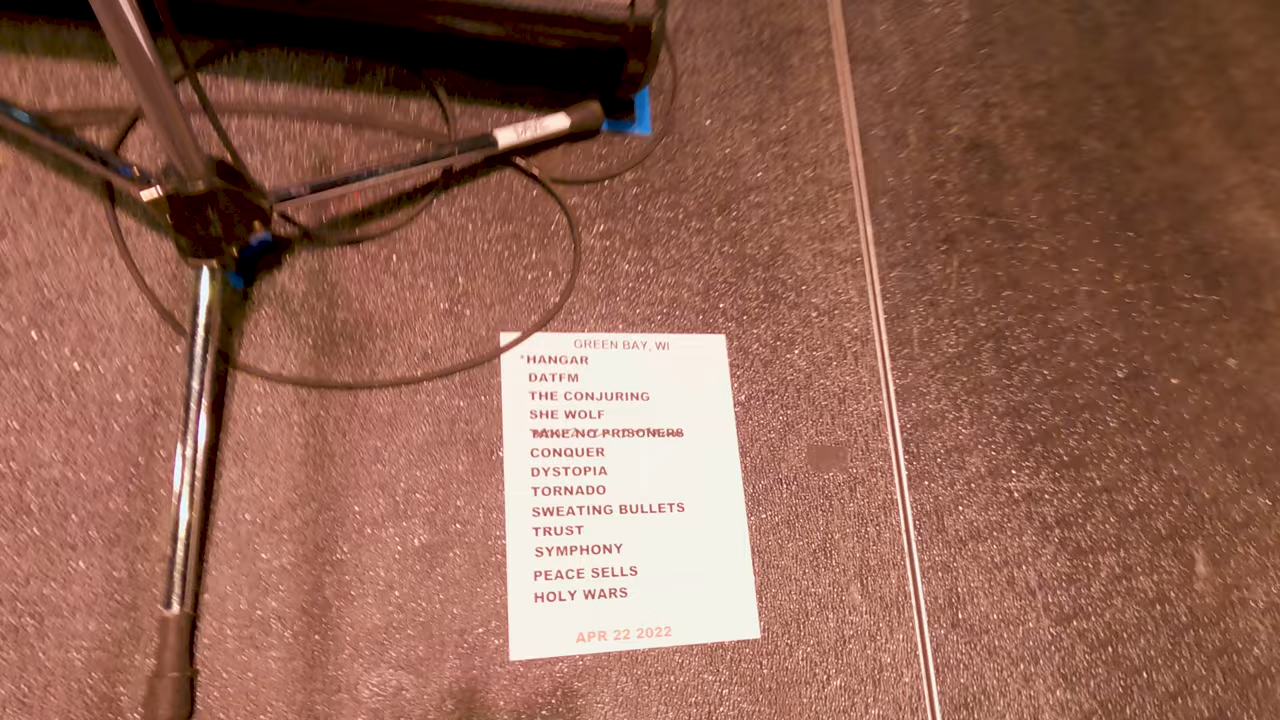 GREEN BAY, WI
*HANGAR
DATFM
THE CONJURING
SHE WOLF
TAKE NO PRISONERS
CONQUER
DYSTOPIA
TORNADO
SWEATING BULLETS
TRUST
SYMPHONY
PEACE SELLS
HOLY WARS
APR 22 2022